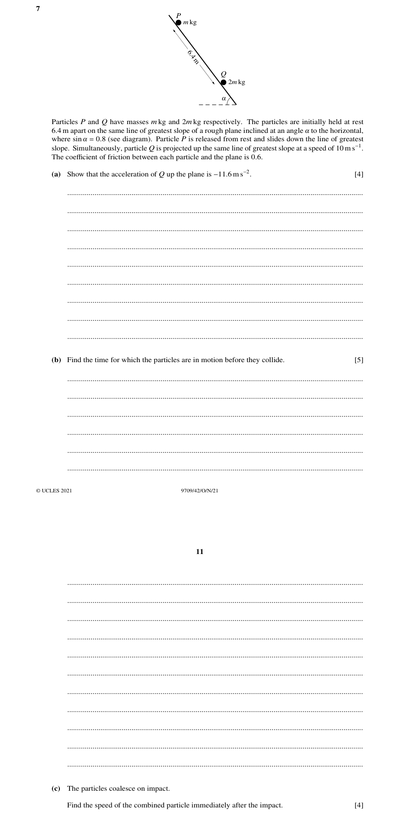 7
P
m kg
6.4 m
Q
2m kg
α
Particles P and Q have masses m kg and 2m kg respectively. The particles are initially held at rest
6.4 m apart on the same line of greatest slope of a rough plane inclined at an angle α to the horizontal,
where sin α = 0.8 (see diagram). Particle P is released from rest and slides down the line of greatest
slope. Simultaneously, particle Q is projected up the same line of greatest slope at a speed of 10 m s⁻¹.
The coefficient of friction between each particle and the plane is 0.6.
(a) Show that the acceleration of Q up the plane is −11.6 m s⁻². [4]
(b) Find the time for which the particles are in motion before they collide. [5]
© UCLES 2021 9709/42/O/N/21
11
(c) The particles coalesce on impact.
Find the speed of the combined particle immediately after the impact. [4]